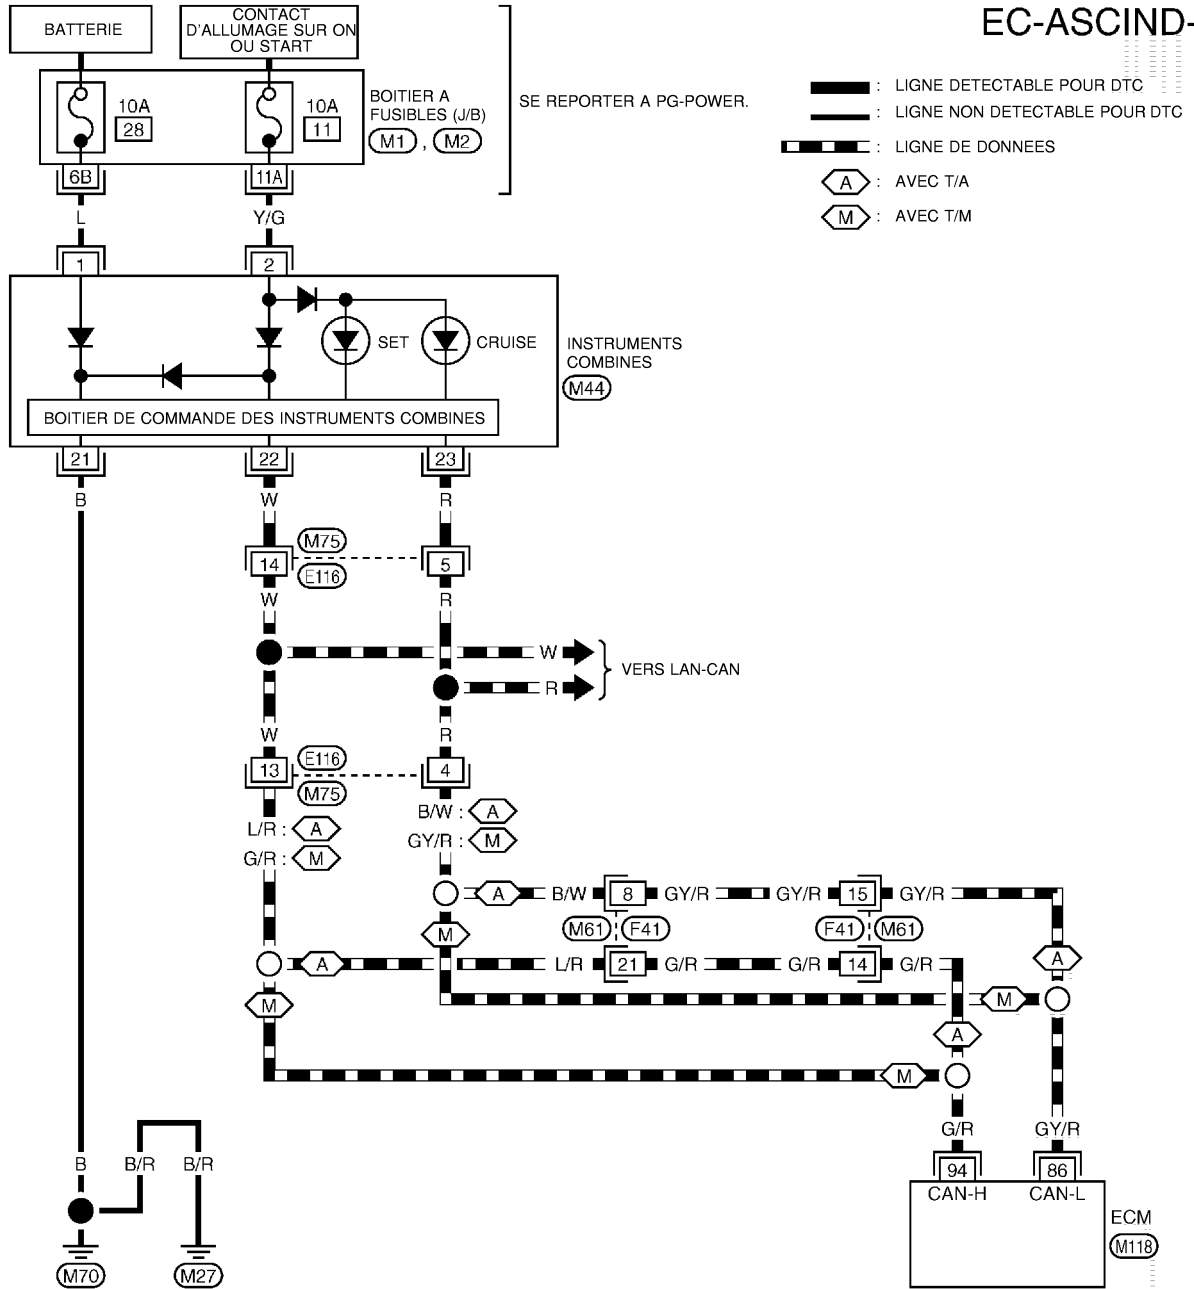 EC-ASCIND-
BATTERIE
CONTACT
D'ALLUMAGE SUR ON
OU START
10A
28
10A
11
BOITIER A
FUSIBLES (J/B)
M1 , M2
SE REPORTER A PG-POWER.
: LIGNE DETECTABLE POUR DTC
: LIGNE NON DETECTABLE POUR DTC
: LIGNE DE DONNEES
A : AVEC T/A
M : AVEC T/M
6B
11A
L
Y/G
1
2
SET
CRUISE
INSTRUMENTS
COMBINES
M44
BOITIER DE COMMANDE DES INSTRUMENTS COMBINES
21
22
23
B
W
R
M75
14
5
E116
W
R
W
R
VERS LAN-CAN
W
R
E116
13
4
M75
B/W : A
L/R : A
GY/R : M
G/R : M
A
B/W
8
GY/R
GY/R
15
GY/R
M61
F41
F41
M61
M
A
L/R
21
G/R
G/R
14
G/R
A
M
M
A
M
G/R
GY/R
B
B/R
B/R
94
86
CAN-H
CAN-L
ECM
M118
M70
M27